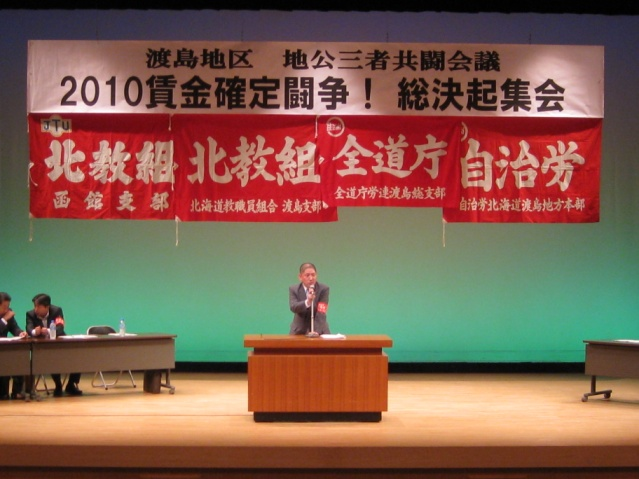 渡島地区 地公三者共闘会議
2010賃金確定闘争！ 総決起集会
JTU
北教組
函館支部
北教組
北海道教職員組合 渡島支部
全道庁
全道庁労連渡島総支部
自治労
自治労北海道渡島地方本部